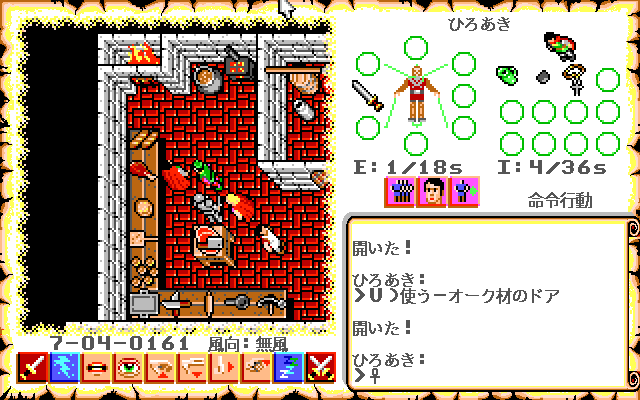 ひろあき
E:1/18s
I:4/36s
命令行動
開いた!
ひろあき:
>U)使うーオーク材のドア
開いた!
ひろあき:
>
7-04-0161 風向:無風